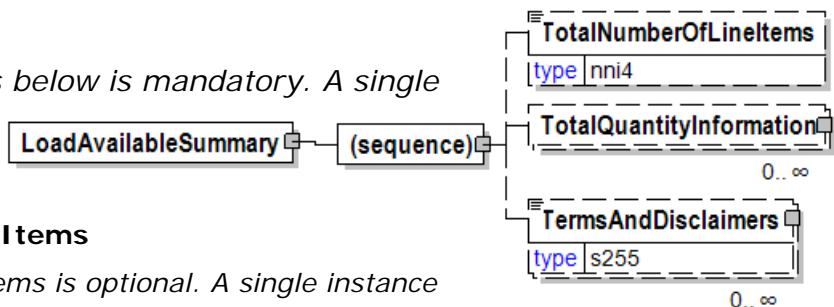 TotalNumberOfLineItems
type nni4
s below is mandatory. A single
TotalQuantityInformation
LoadAvailableSummary
(sequence)
0.. ∞
TermsAndDisclaimers
Items
type s255
ems is optional. A single instance
0.. ∞